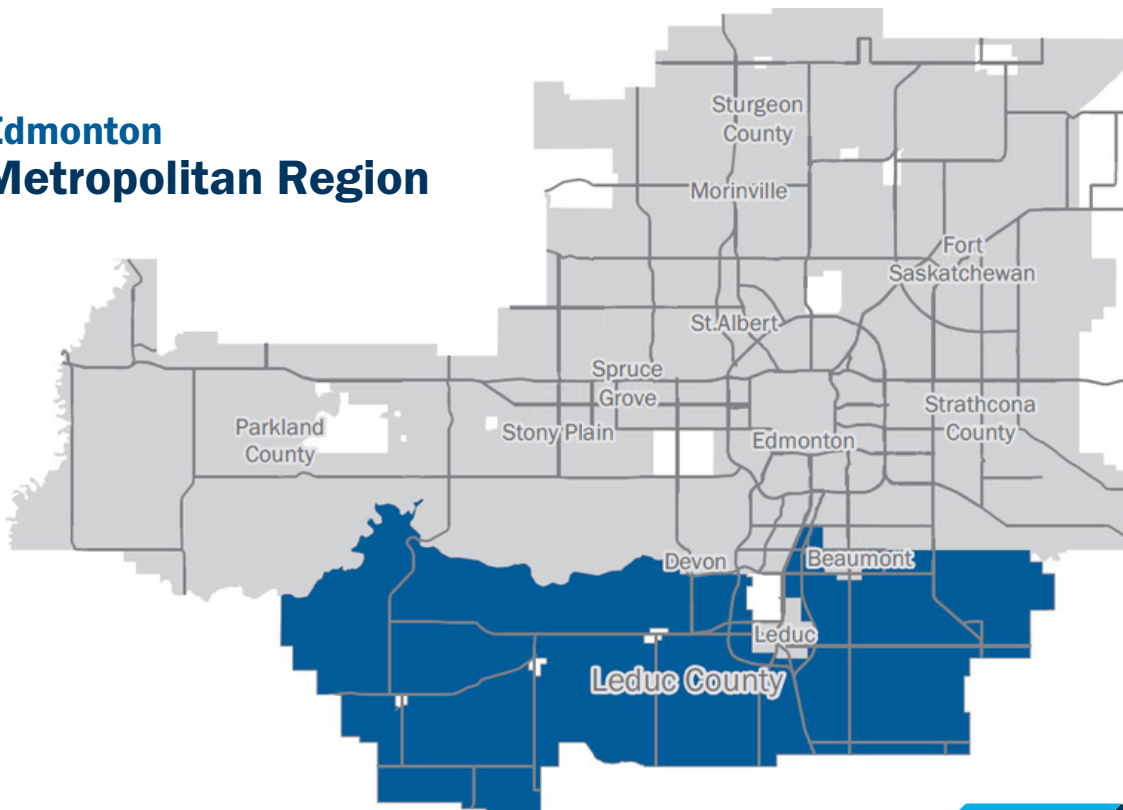 Edmonton
Metropolitan Region
Sturgeon
County
Morinville
Fort
Saskatchewan
St.Albert
Spruce
Grove
Parkland
County
Stony Plain
Strathcona
County
Edmonton
Devon
Beaumont
Leduc
Leduc County